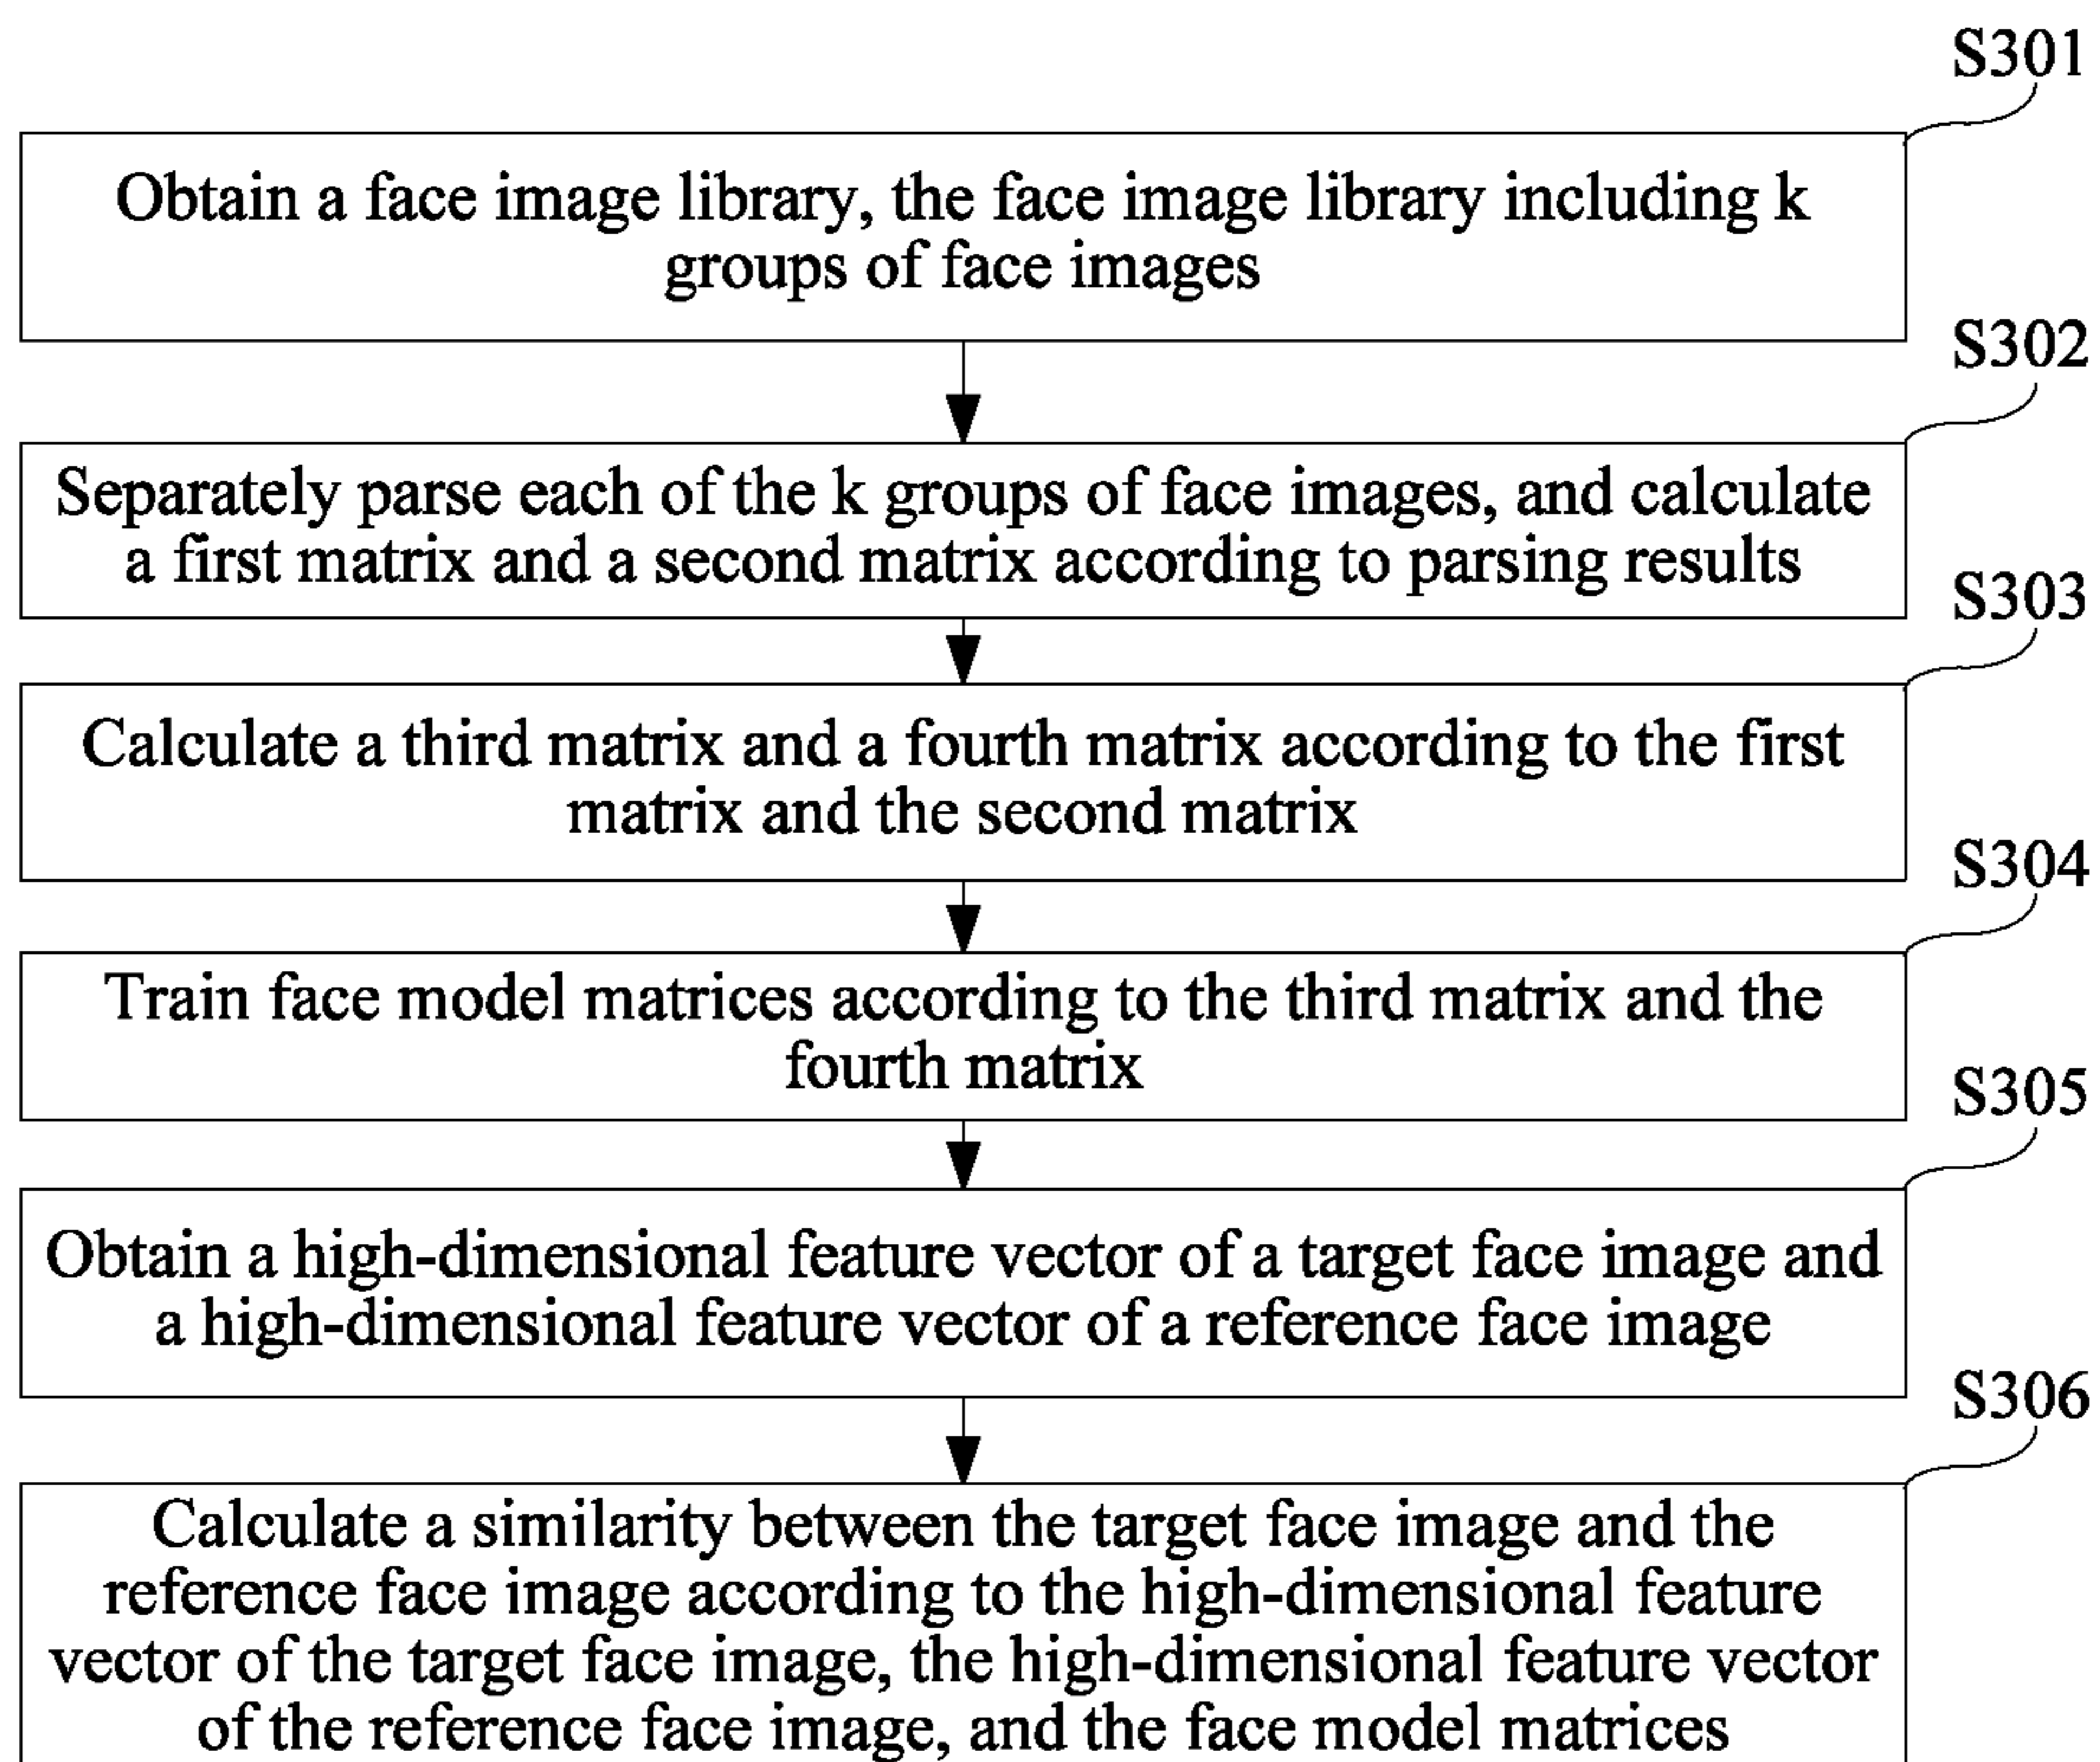 S301
Obtain a face image library, the face image library including k
groups of face images
S302
Separately parse each of the k groups of face images, and calculate
a first matrix and a second matrix according to parsing results
S303
Calculate a third matrix and a fourth matrix according to the first
matrix and the second matrix
S304
Train face model matrices according to the third matrix and the
fourth matrix
S305
Obtain a high-dimensional feature vector of a target face image and
a high-dimensional feature vector of a reference face image
S306
Calculate a similarity between the target face image and the
reference face image according to the high-dimensional feature
vector of the target face image, the high-dimensional feature vector
of the reference face image, and the face model matrices